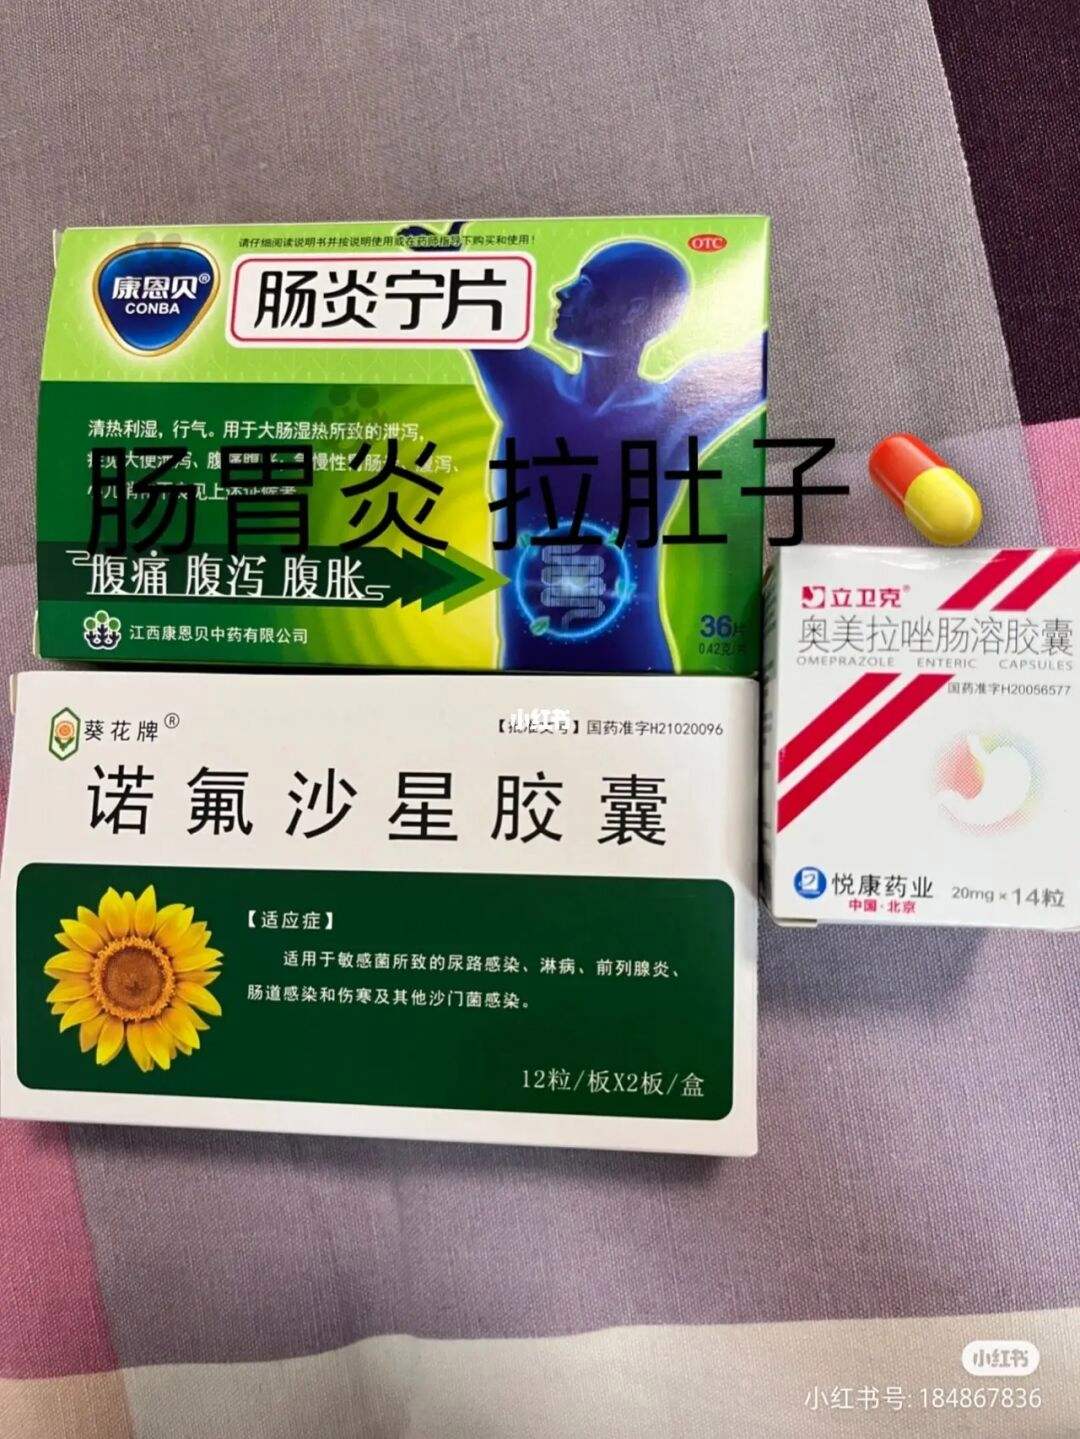 请仔细阅读说明书并按说明使用或在药师指导下购买和使用!
OTC
康恩贝®
CONBA
肠炎宁片
清热利湿，行气。用于大肠湿热所致的泄泻，
肠胃炎 拉肚子
腹痛 腹泻 腹胀
江西康恩贝中药有限公司
36片
0.42克/片
立卫克®
奥美拉唑肠溶胶囊
OMEPRAZOLE ENTERIC CAPSULES
国药准字H20056577
悦康药业
中国·北京
20mg×14粒
葵花牌®
小红书
国药准字H21020096
诺氟沙星胶囊
【适应症】
适用于敏感菌所致的尿路感染、淋病、前列腺炎、
肠道感染和伤寒及其他沙门菌感染。
12粒/板X2板/盒
小红书
小红书号: 184867836